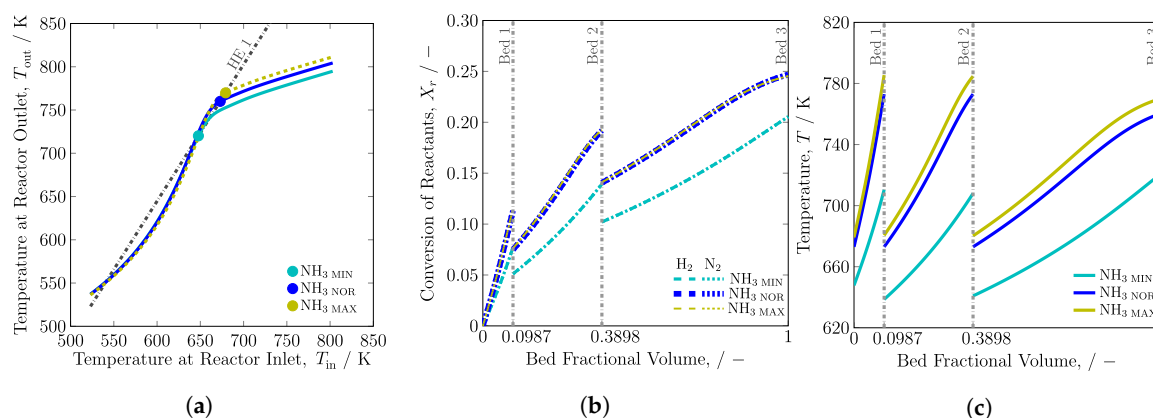 850
800
750
700
650
600
550
500
500 550 600 650 700 750 800 850
Temperature at Reactor Outlet, T_out / K
Temperature at Reactor Inlet, T_in / K
HE 1
NH₃ MIN
NH₃ NOR
NH₃ MAX
(a)
0.30
0.25
0.20
0.15
0.10
0.05
0
0 0.0987 0.3898 1
Conversion of Reactants, X_r / −
Bed Fractional Volume, / −
Bed 1
Bed 2
Bed 3
H₂ N₂
NH₃ MIN
NH₃ NOR
NH₃ MAX
(b)
820
780
740
700
660
620
0 0.0987 0.3898
Temperature, T / K
Bed Fractional Volume, / −
Bed 1
Bed 2
Bed 3
NH₃ MIN
NH₃ NOR
NH₃ MAX
(c)